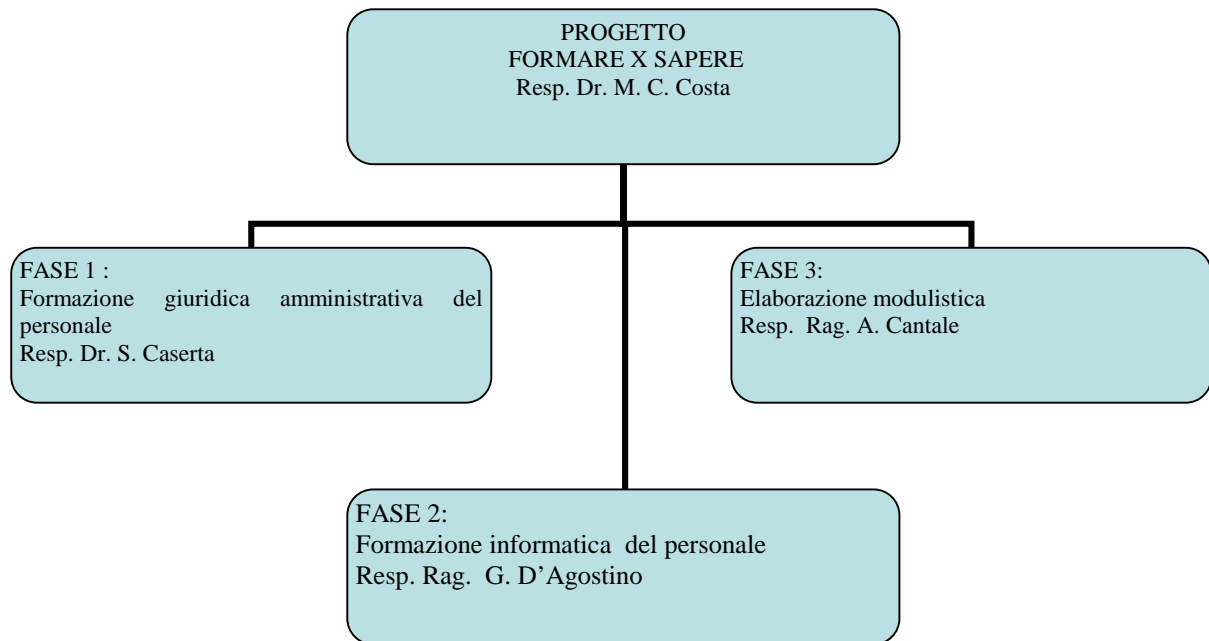 PROGETTO
FORMARE X SAPERE
Resp. Dr. M. C. Costa
FASE 1 :
Formazione giuridica amministrativa del
personale
Resp. Dr. S. Caserta
FASE 3:
Elaborazione modulistica
Resp. Rag. A. Cantale
FASE 2:
Formazione informatica del personale
Resp. Rag. G. D’Agostino